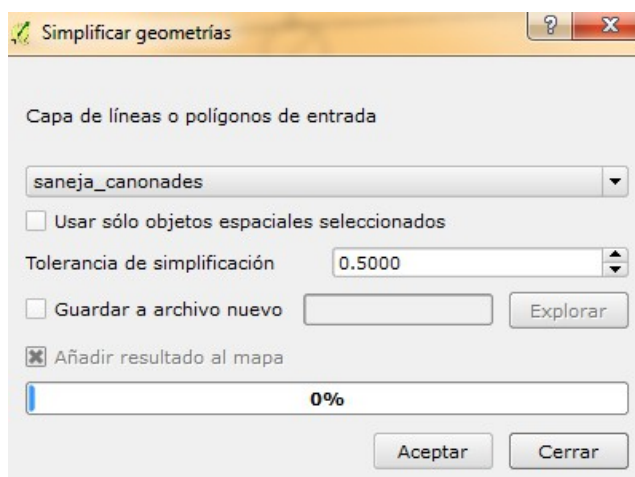 Simplificar geometrías
?
Capa de líneas o polígonos de entrada
saneja_canonades
Usar sólo objetos espaciales seleccionados
Tolerancia de simplificación 0.5000
Guardar a archivo nuevo Explorar
Añadir resultado al mapa
0%
Aceptar Cerrar